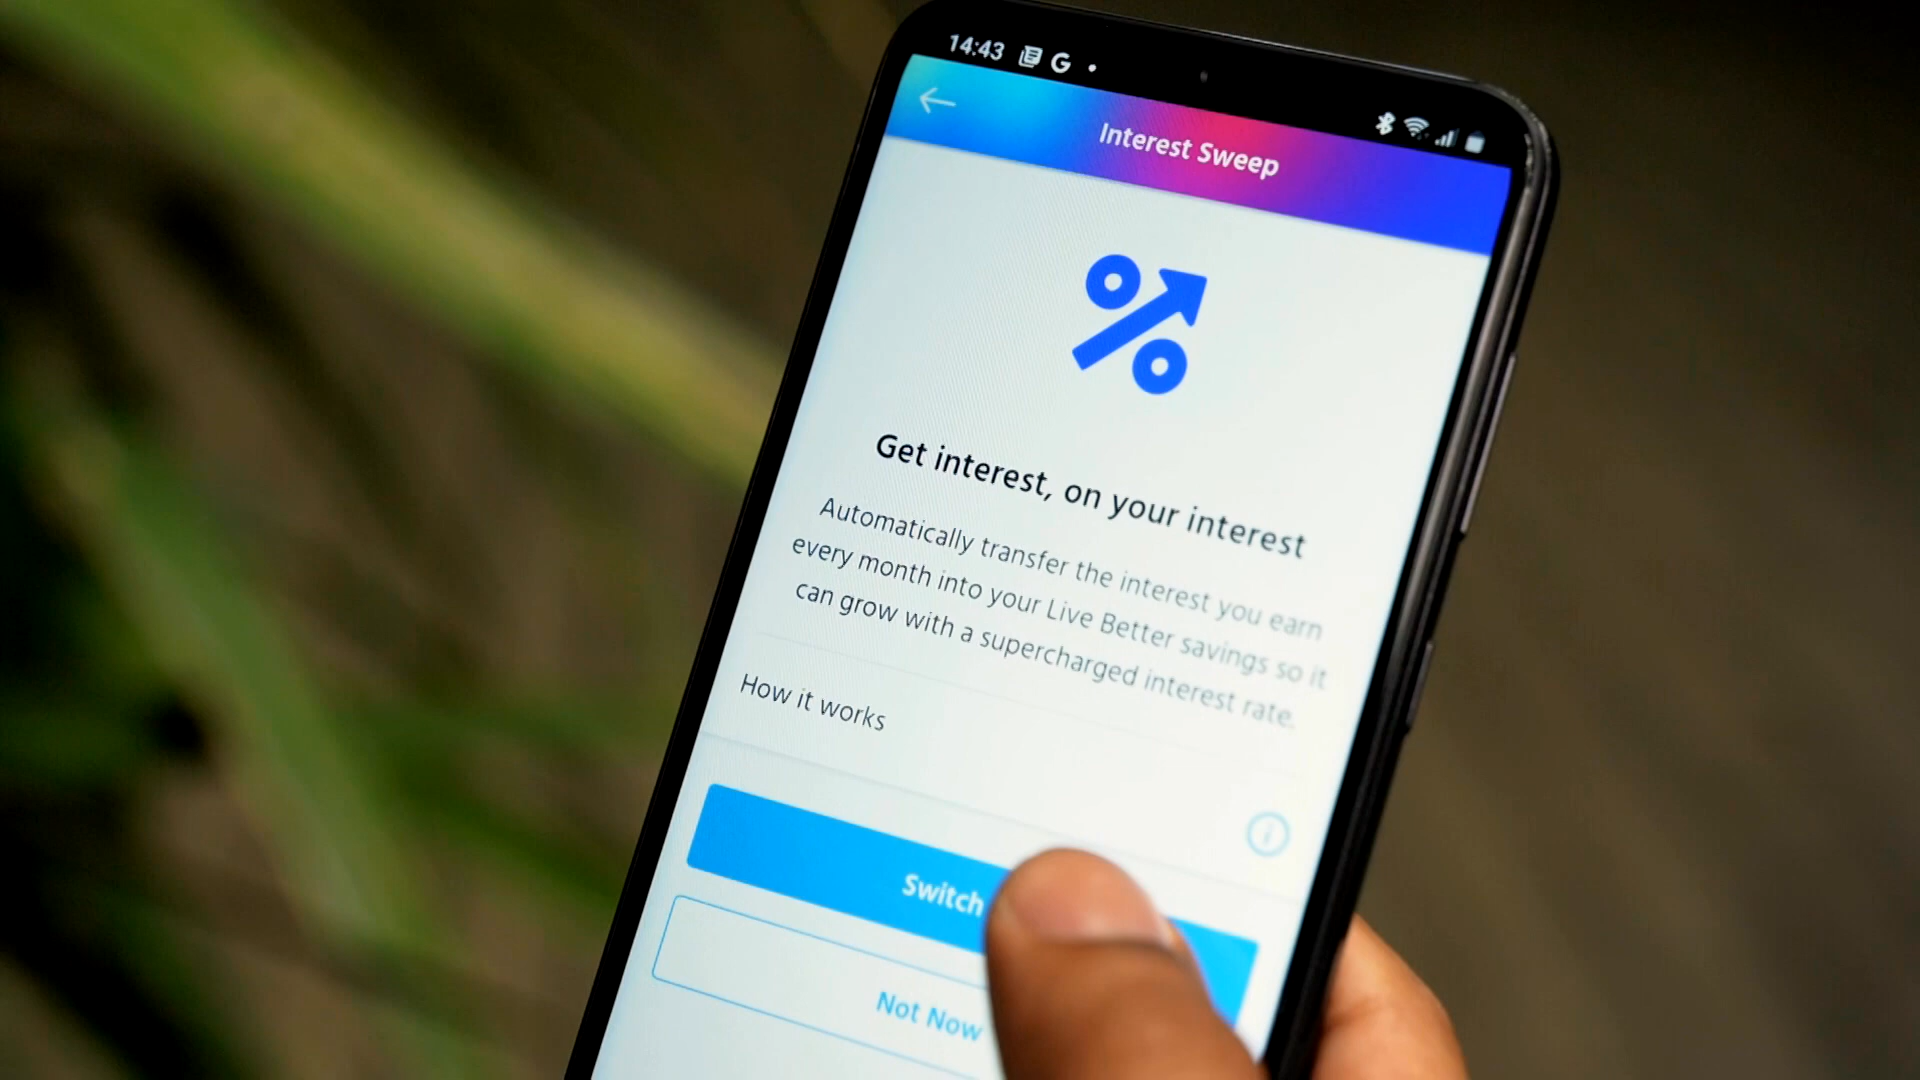 14:43
Interest Sweep
Get interest, on your interest
Automatically transfer the interest you earn
every month into your Live Better savings so it
can grow with a supercharged interest rate.
How it works
Switch
Not Now